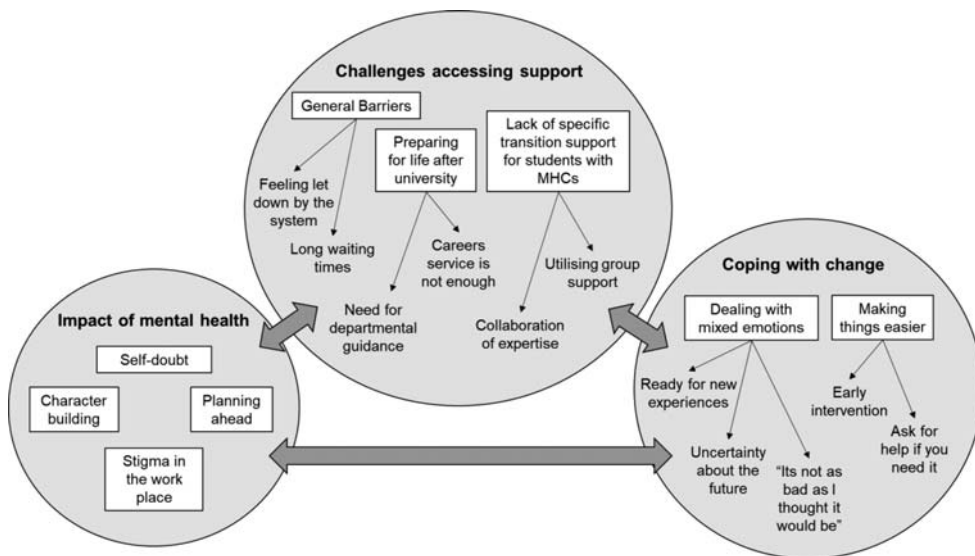 Challenges accessing support
General Barriers
Feeling let
down by the
system
Long waiting
times
Preparing
for life after
university
Need for
departmental
guidance
Careers
service is
not enough
Lack of specific
transition support
for students with
MHCs
Collaboration
of expertise
Utilising group
support
Impact of mental health
Self-doubt
Character
building
Planning
ahead
Stigma in
the work
place
Coping with change
Dealing with
mixed emotions
Ready for new
experiences
Uncertainty
about the
future
“Its not as
bad as I
thought it
would be”
Making
things easier
Early
intervention
Ask for
help if you
need it